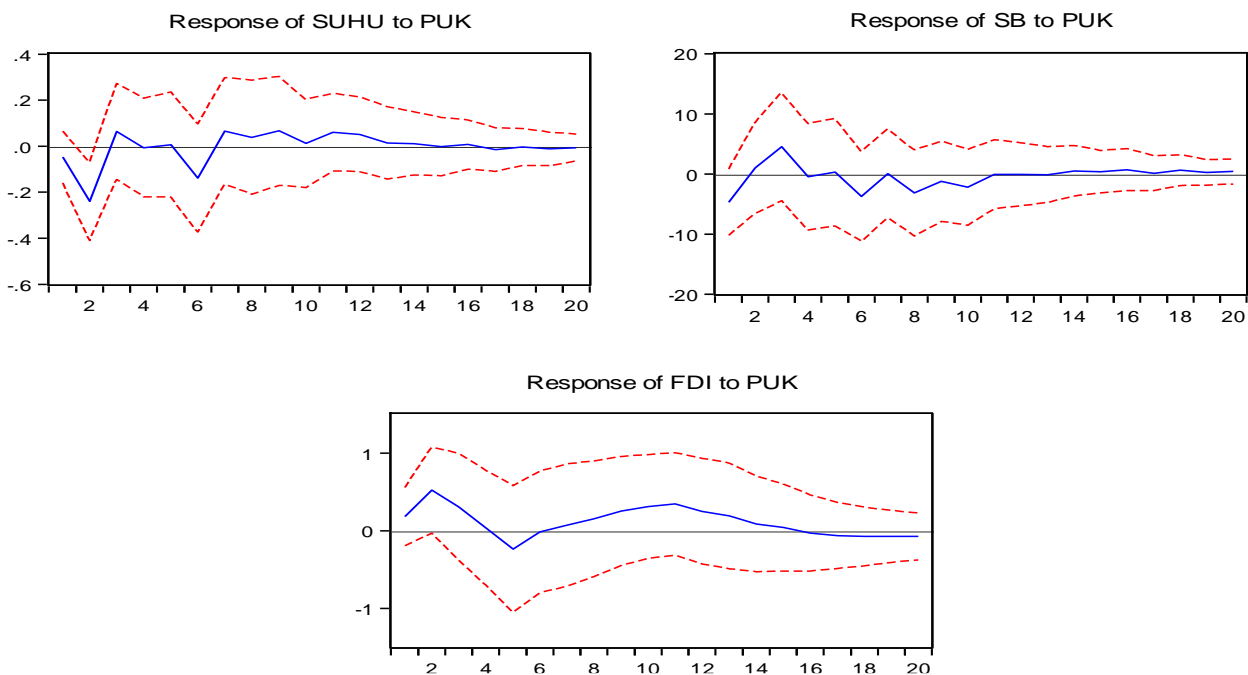 Response of SUHU to PUK
.4
.2
.0
-.2
-.4
-.6
2 4 6 8 10 12 14 16 18 20
Response of SB to PUK
20
10
0
-10
-20
2 4 6 8 10 12 14 16 18 20
Response of FDI to PUK
1
0
-1
2 4 6 8 10 12 14 16 18 20